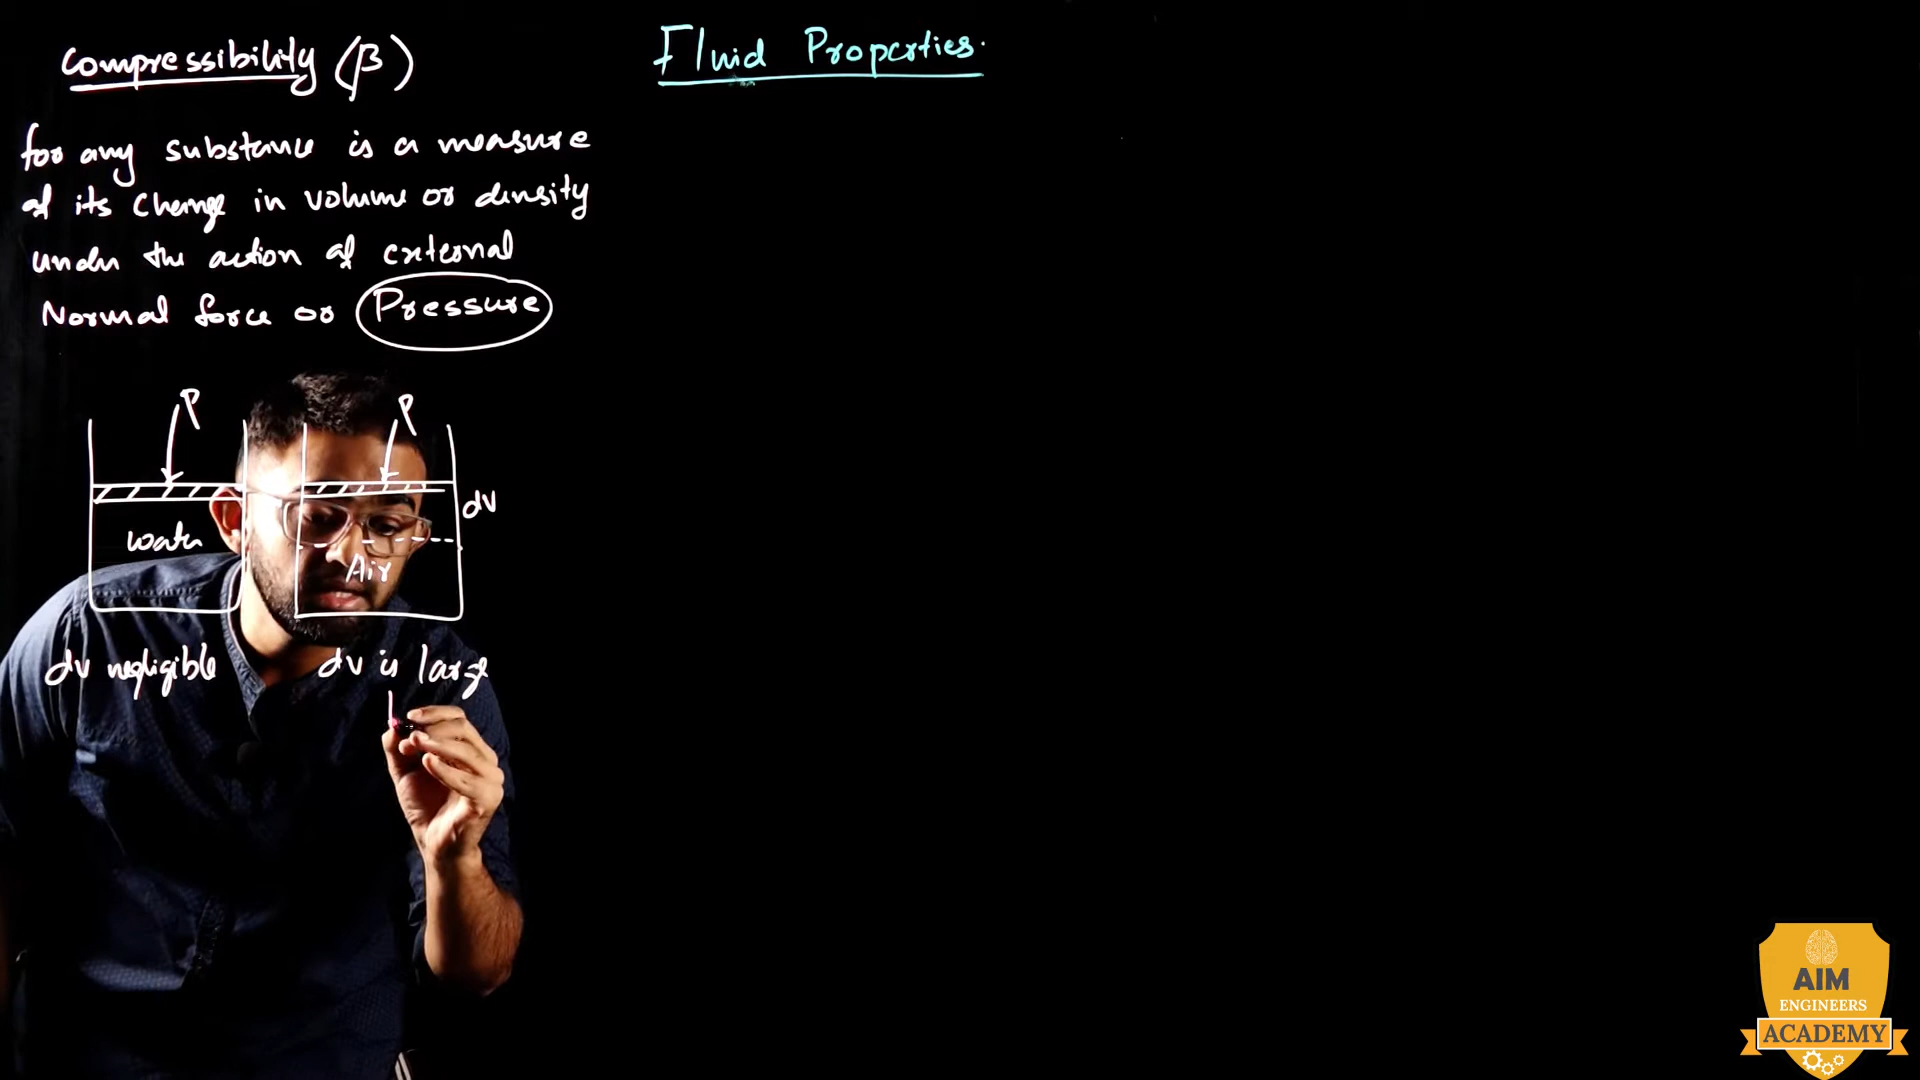 Compressibility (β)
Fluid Properties.
for any substance is a measure
of its change in volume or density
under the action of external
Normal force or Pressure
P
P
dv
water
Air
dv negligible
dv is large
AIM
ENGINEERS
ACADEMY